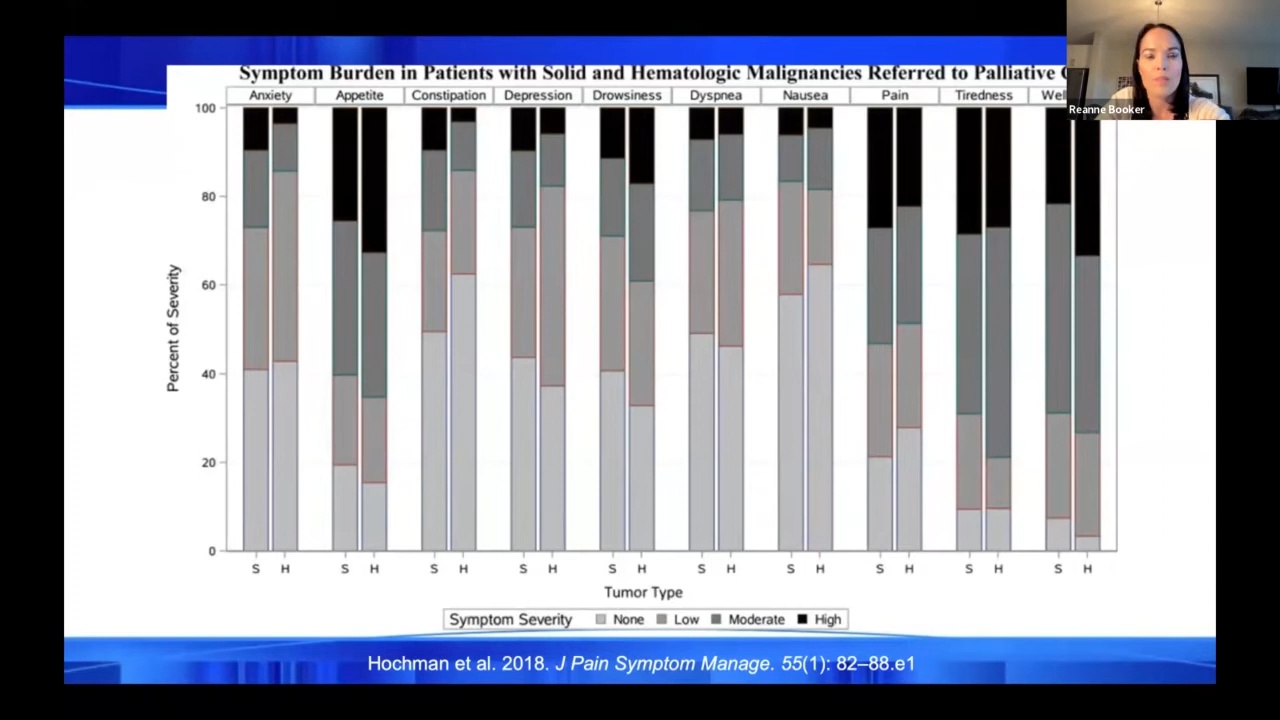 Symptom Burden in Patients with Solid and Hematologic Malignancies Referred to Palliative
Anxiety Appetite Constipation Depression Drowsiness Dyspnea Nausea Pain Tiredness Wel
Reanne Booker
100
80
60
40
20
0
Percent of Severity
S H S H S H S H S H S H S H S H S H S H
Tumor Type
Symptom Severity None Low Moderate High
Hochman et al. 2018. J Pain Symptom Manage. 55(1): 82–88.e1